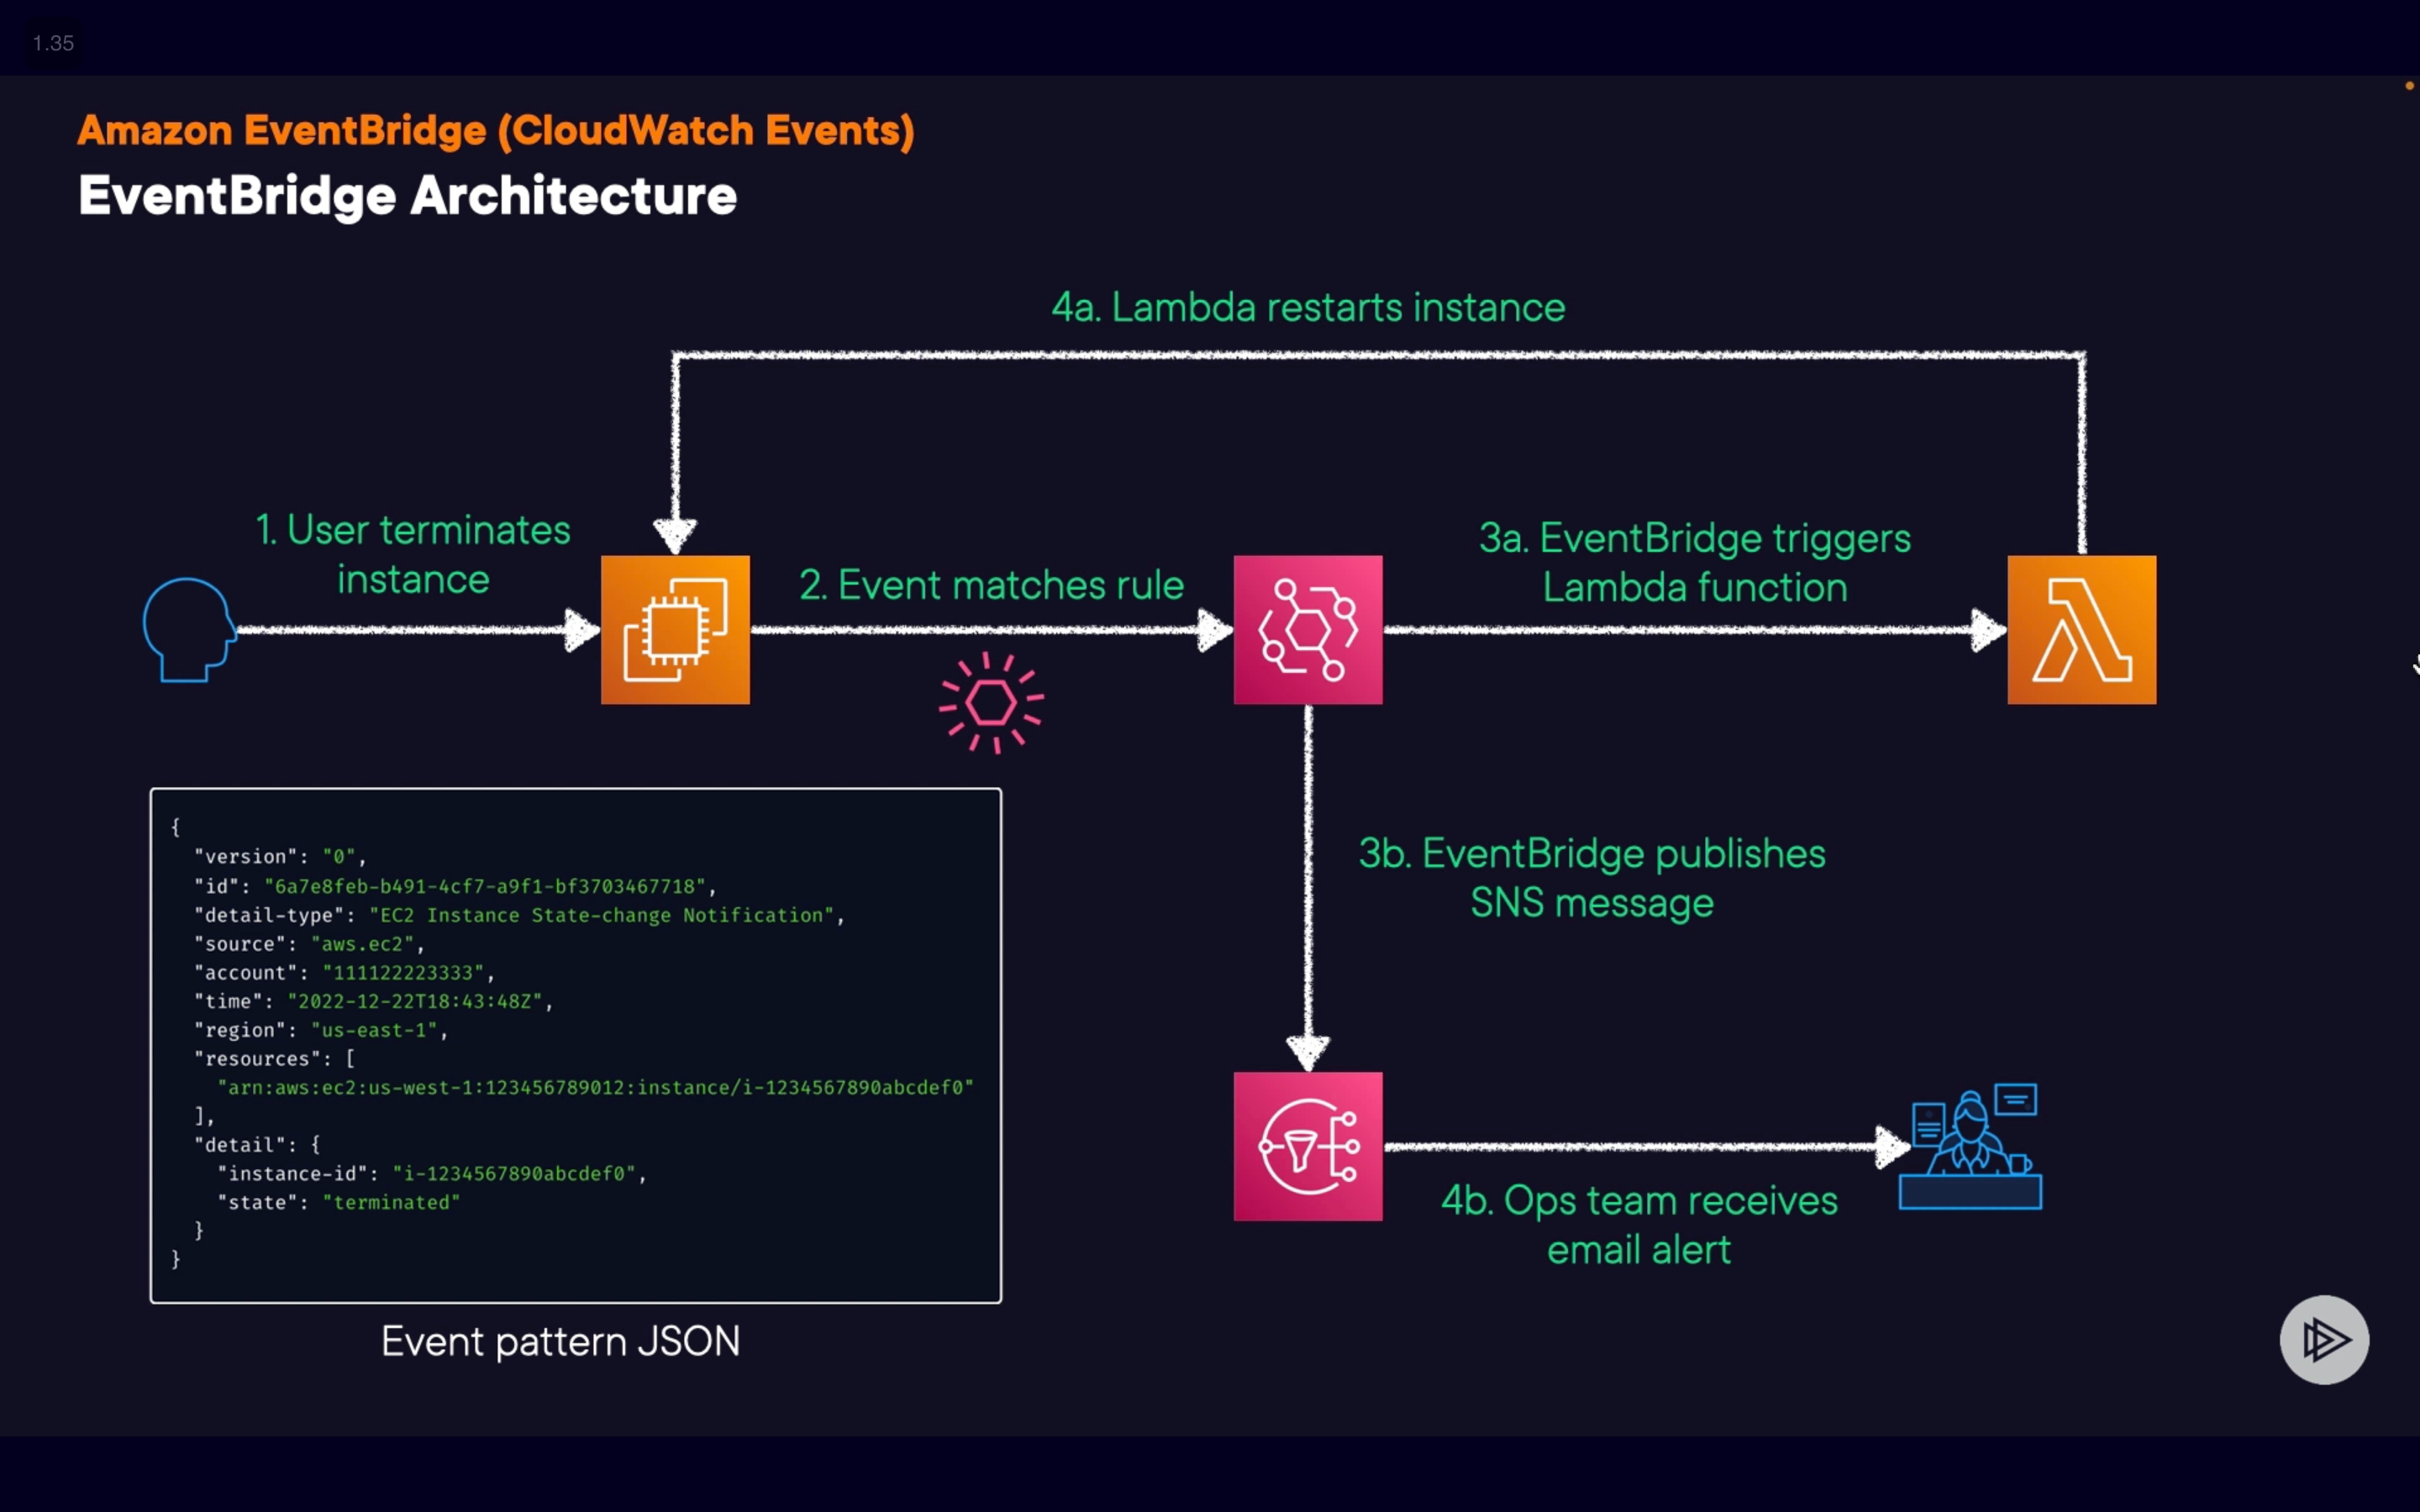 1.35
Amazon EventBridge (CloudWatch Events)
EventBridge Architecture
4a. Lambda restarts instance
1. User terminates
instance
2. Event matches rule
3a. EventBridge triggers
Lambda function
3b. EventBridge publishes
SNS message
4b. Ops team receives
email alert
{
"version": "0",
"id": "6a7e8feb-b491-4cf7-a9f1-bf3703467718",
"detail-type": "EC2 Instance State-change Notification",
"source": "aws.ec2",
"account": "111122223333",
"time": "2022-12-22T18:43:48Z",
"region": "us-east-1",
"resources": [
"arn:aws:ec2:us-west-1:123456789012:instance/i-1234567890abcdef0"
],
"detail": {
"instance-id": "i-1234567890abcdef0",
"state": "terminated"
}
}
Event pattern JSON